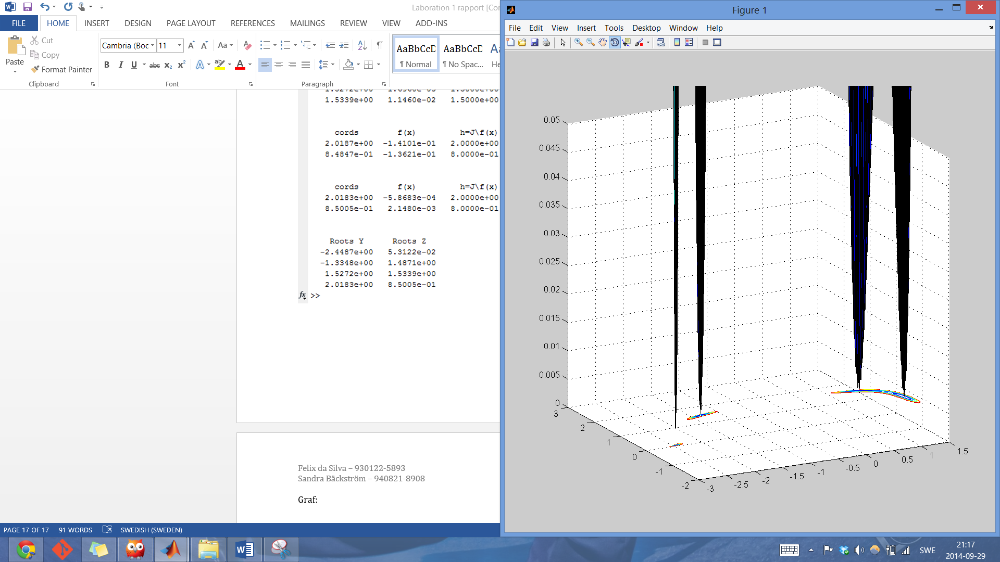 Laboration 1 rapport [Co
FILE HOME INSERT DESIGN PAGE LAYOUT REFERENCES MAILINGS REVIEW VIEW ADD-INS
Paste
Cut
Copy
Format Painter
Clipboard
Cambria (Boc 11
Font
Paragraph
AaBbCcD AaBbCcD Aa
¶ Normal ¶ No Spac... He
1.5339e+00 1.1460e-02 1.5000e+00
cords f(x) h=J\f(x)
2.0187e+00 -1.4101e-01 2.0000e+00
8.4847e-01 -1.3621e-01 8.0000e-01
cords f(x) h=J\f(x)
2.0183e+00 -5.8683e-04 2.0000e+00
8.5005e-01 2.1480e-03 8.0000e-01
Roots Y Roots Z
-2.4487e+00 5.3122e-02
-1.3348e+00 1.4871e+00
1.5272e+00 1.5339e+00
2.0183e+00 8.5005e-01
fx >>
Felix da Silva – 930122-5893
Sandra Bäckström – 940821-8908
Graf:
PAGE 17 OF 17 91 WORDS SWEDISH (SWEDEN)
Figure 1
File Edit View Insert Tools Desktop Window Help
0.05
0.045
0.04
0.035
0.03
0.025
0.02
0.015
0.01
0.005
0
3
2
1
0
-1
-2
-3
-2.5
-2
-1.5
-1
-0.5
0
0.5
1
1.5
SWE
21:17
2014-09-29